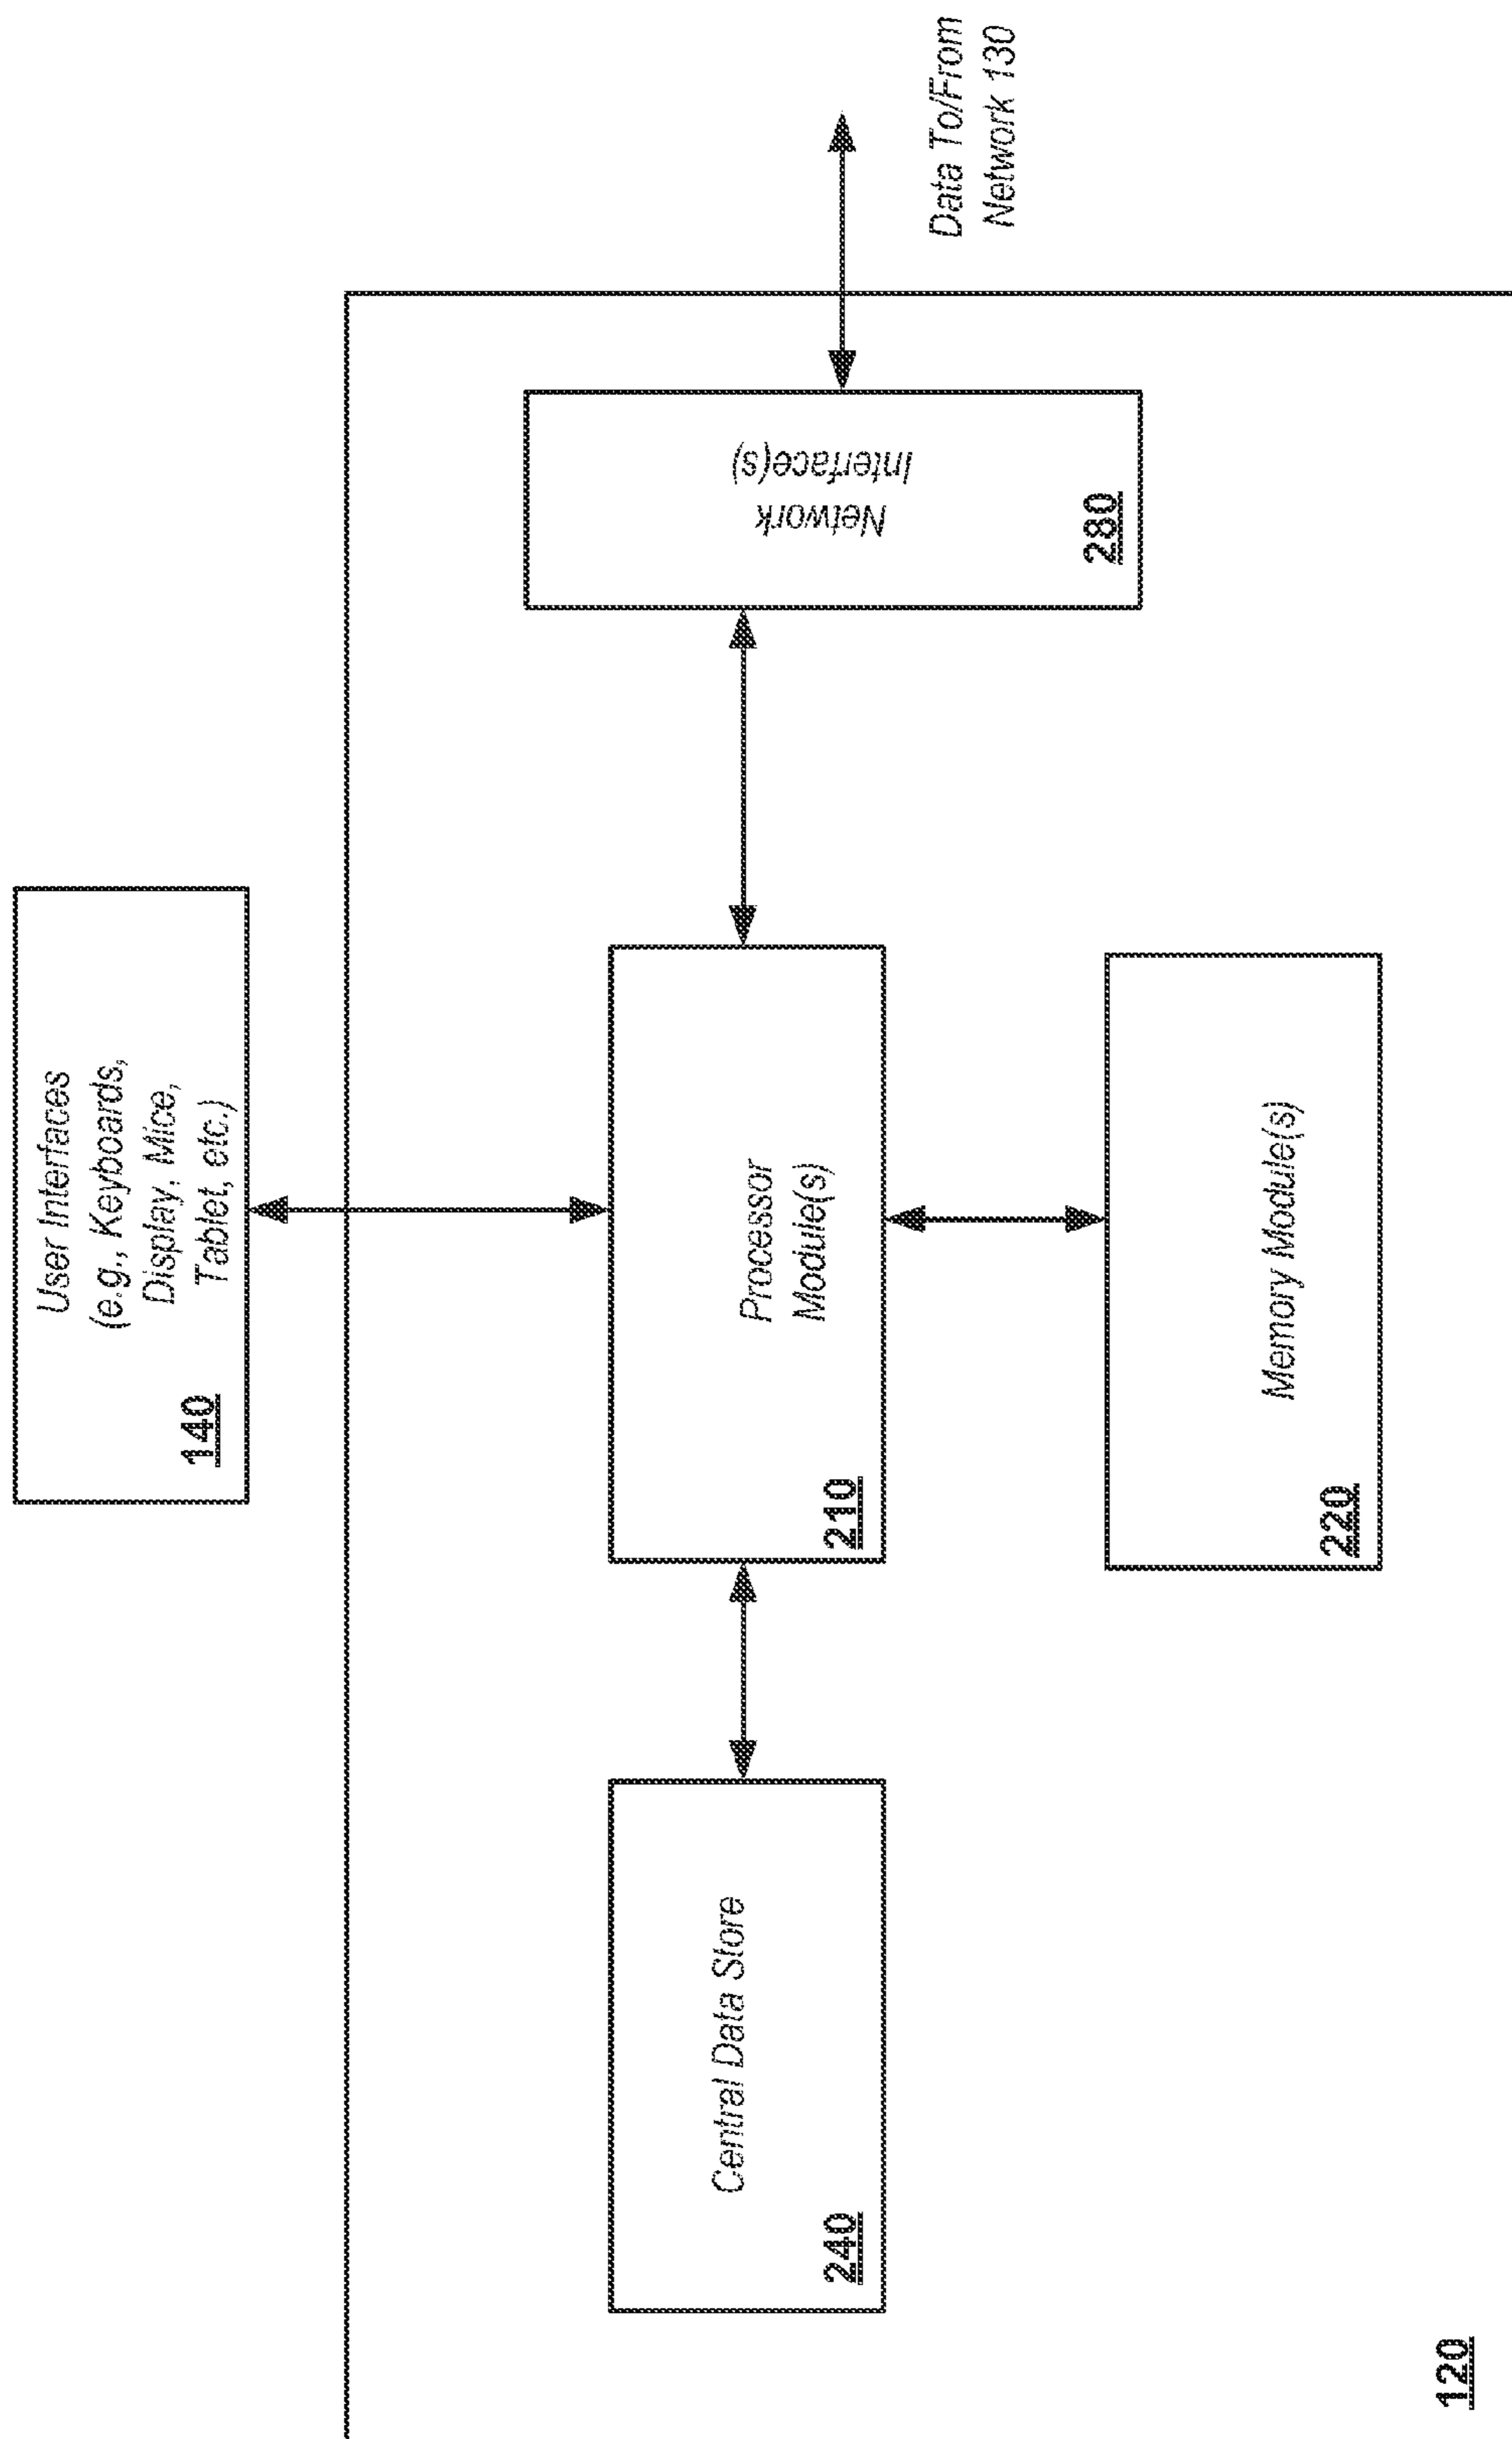 User Interfaces
(e.g., Keyboards,
Display, Mice,
Tablet, etc.)
140
Central Data Store
240
Processor
Module(s)
210
Network
Interface(s)
280
Data To/From
Network 130
Memory Module(s)
220
120